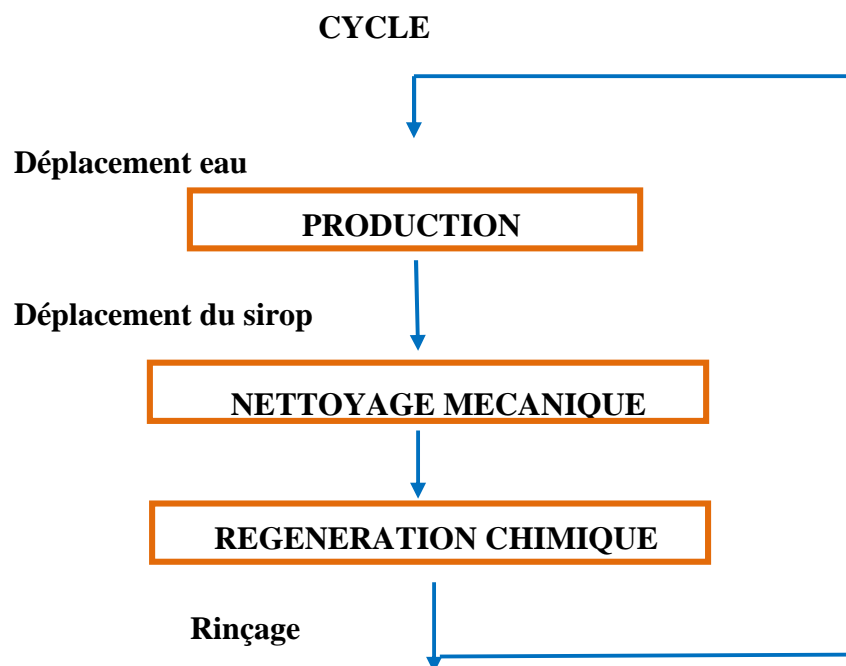 CYCLE
Déplacement eau
PRODUCTION
Déplacement du sirop
NETTOYAGE MECANIQUE
REGENERATION CHIMIQUE
Rinçage